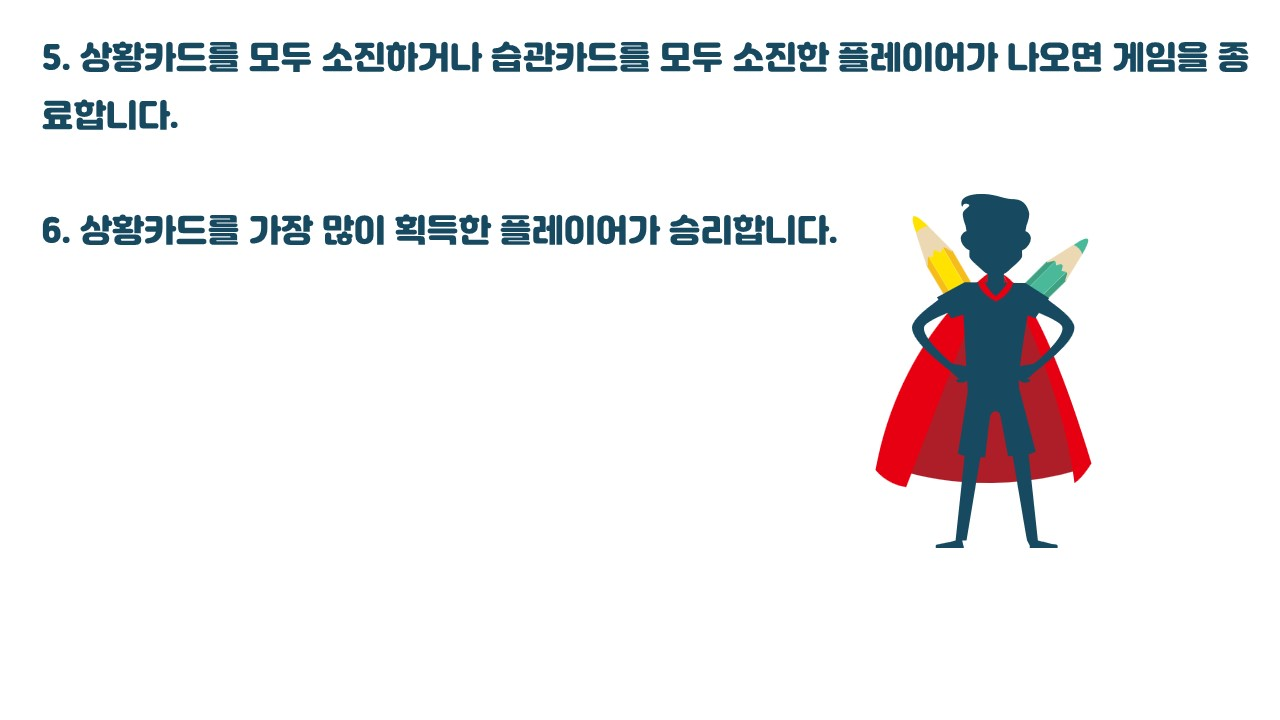 5. 상황카드를 모두 소진하거나 습관카드를 모두 소진한 플레이어가 나오면 게임을 종
료합니다.
6. 상황카드를 가장 많이 획득한 플레이어가 승리합니다.